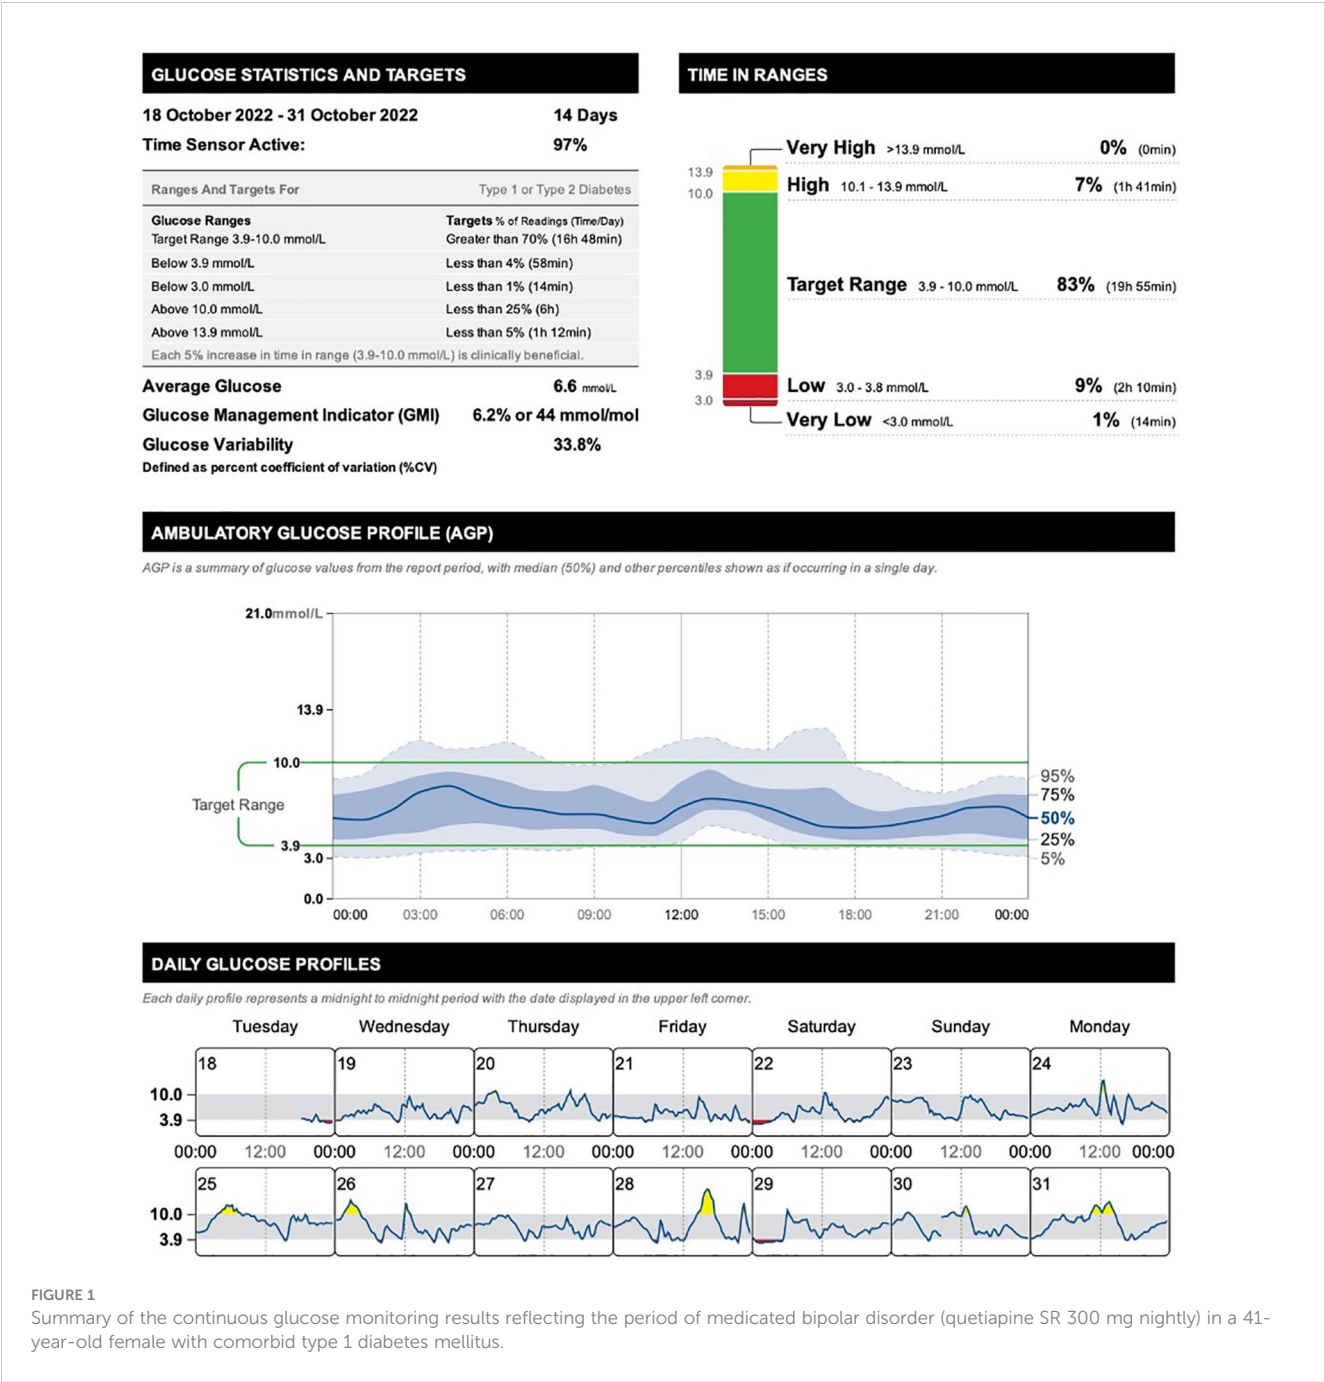 GLUCOSE STATISTICS AND TARGETS
18 October 2022 - 31 October 2022 14 Days
Time Sensor Active: 97%
Ranges And Targets For Type 1 or Type 2 Diabetes
Glucose Ranges Targets % of Readings (Time/Day)
Target Range 3.9-10.0 mmol/L Greater than 70% (16h 48min)
Below 3.9 mmol/L Less than 4% (58min)
Below 3.0 mmol/L Less than 1% (14min)
Above 10.0 mmol/L Less than 25% (6h)
Above 13.9 mmol/L Less than 5% (1h 12min)
Each 5% increase in time in range (3.9-10.0 mmol/L) is clinically beneficial.
Average Glucose 6.6 mmol/L
Glucose Management Indicator (GMI) 6.2% or 44 mmol/mol
Glucose Variability 33.8%
Defined as percent coefficient of variation (%CV)
TIME IN RANGES
Very High >13.9 mmol/L 0% (0min)
13.9
High 10.1 - 13.9 mmol/L 7% (1h 41min)
10.0
Target Range 3.9 - 10.0 mmol/L 83% (19h 55min)
3.9
Low 3.0 - 3.8 mmol/L 9% (2h 10min)
3.0
Very Low <3.0 mmol/L 1% (14min)
AMBULATORY GLUCOSE PROFILE (AGP)
AGP is a summary of glucose values from the report period, with median (50%) and other percentiles shown as if occurring in a single day.
21.0mmol/L
13.9
10.0
Target Range
3.9
3.0
0.0
95%
75%
50%
25%
5%
00:00 03:00 06:00 09:00 12:00 15:00 18:00 21:00 00:00
DAILY GLUCOSE PROFILES
Each daily profile represents a midnight to midnight period with the date displayed in the upper left corner.
Tuesday Wednesday Thursday Friday Saturday Sunday Monday
18 19 20 21 22 23 24
10.0
3.9
00:00 12:00 00:00 12:00 00:00 12:00 00:00 12:00 00:00 12:00 00:00 12:00 00:00 12:00 00:00
25 26 27 28 29 30 31
10.0
3.9
FIGURE 1
Summary of the continuous glucose monitoring results reflecting the period of medicated bipolar disorder (quetiapine SR 300 mg nightly) in a 41-
year-old female with comorbid type 1 diabetes mellitus.